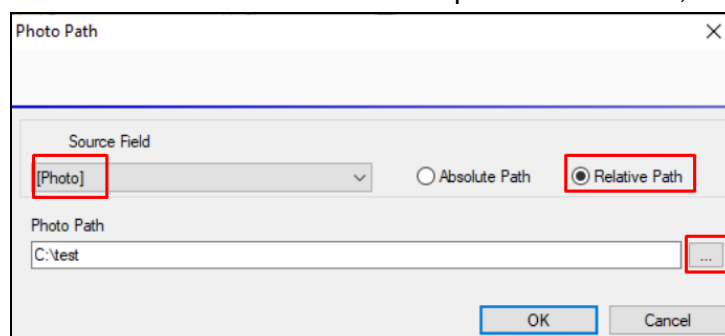 Photo Path
Source Field
[Photo] Absolute Path Relative Path
Photo Path
C:\test ...
OK Cancel